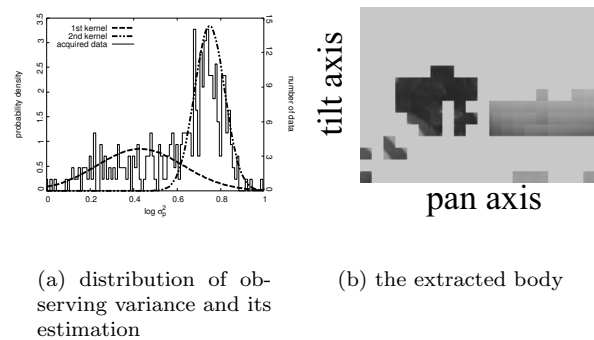 1st kernel
2nd kernel
acquired data
probability density
number of data
3.5
3
2.5
2
1.5
1
0.5
0
15
12
9
6
3
0
0
0.2
0.4
0.6
0.8
1
log σ²p
tilt axis
pan axis
(a) distribution of ob-
serving variance and its
estimation
(b) the extracted body